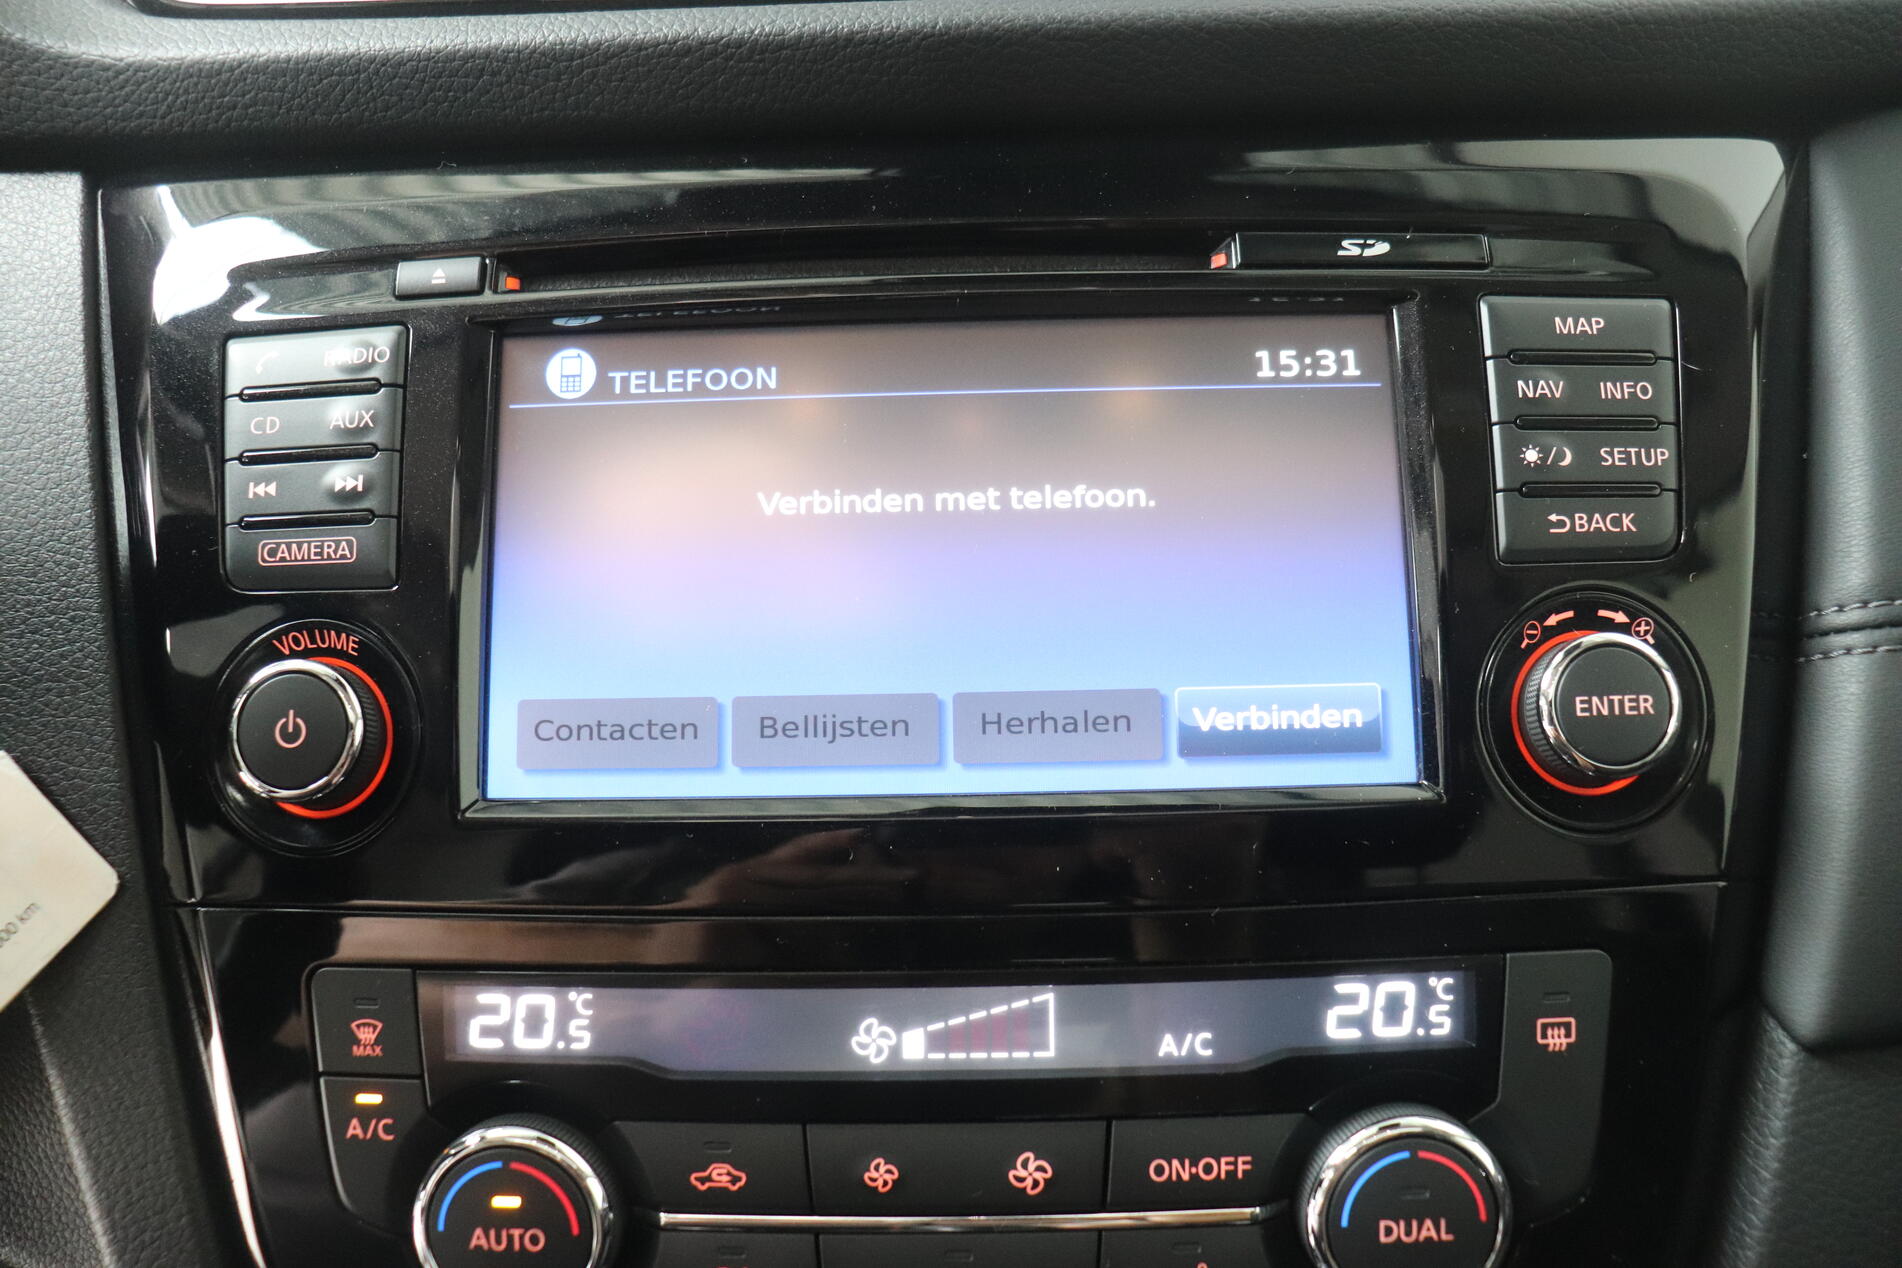 SD
RADIO
CD AUX
CAMERA
VOLUME
TELEFOON 15:31
Verbinden met telefoon.
Contacten Bellijsten Herhalen Verbinden
MAP
NAV INFO
SETUP
BACK
ENTER
km
20.5 °C A/C 20.5 °C
MAX
A/C
AUTO
ON·OFF
DUAL